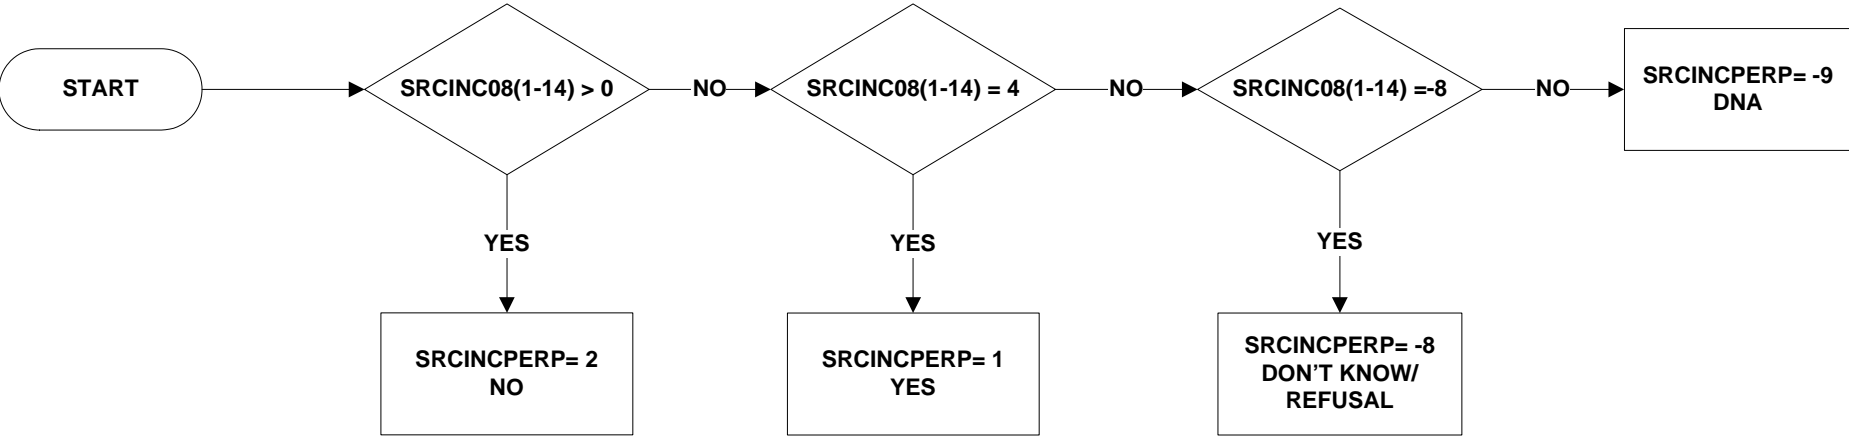 START
SRCINC08(1-14) > 0
NO
SRCINC08(1-14) = 4
NO
SRCINC08(1-14) =-8
NO
SRCINCPERP= -9
DNA
YES
YES
YES
SRCINCPERP= 2
NO
SRCINCPERP= 1
YES
SRCINCPERP= -8
DON'T KNOW/
REFUSAL